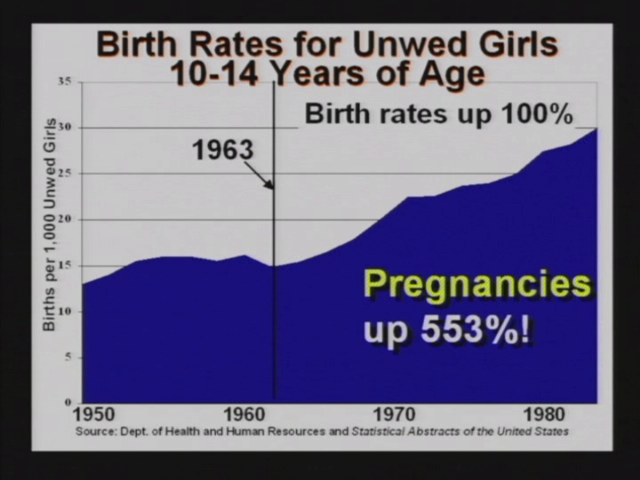 Birth Rates for Unwed Girls
10-14 Years of Age
Birth rates up 100%
1963
Births per 1,000 Unwed Girls
35
30
25
20
15
10
5
0
Pregnancies
up 553%!
1950 1960 1970 1980
Source: Dept. of Health and Human Resources and Statistical Abstracts of the United States